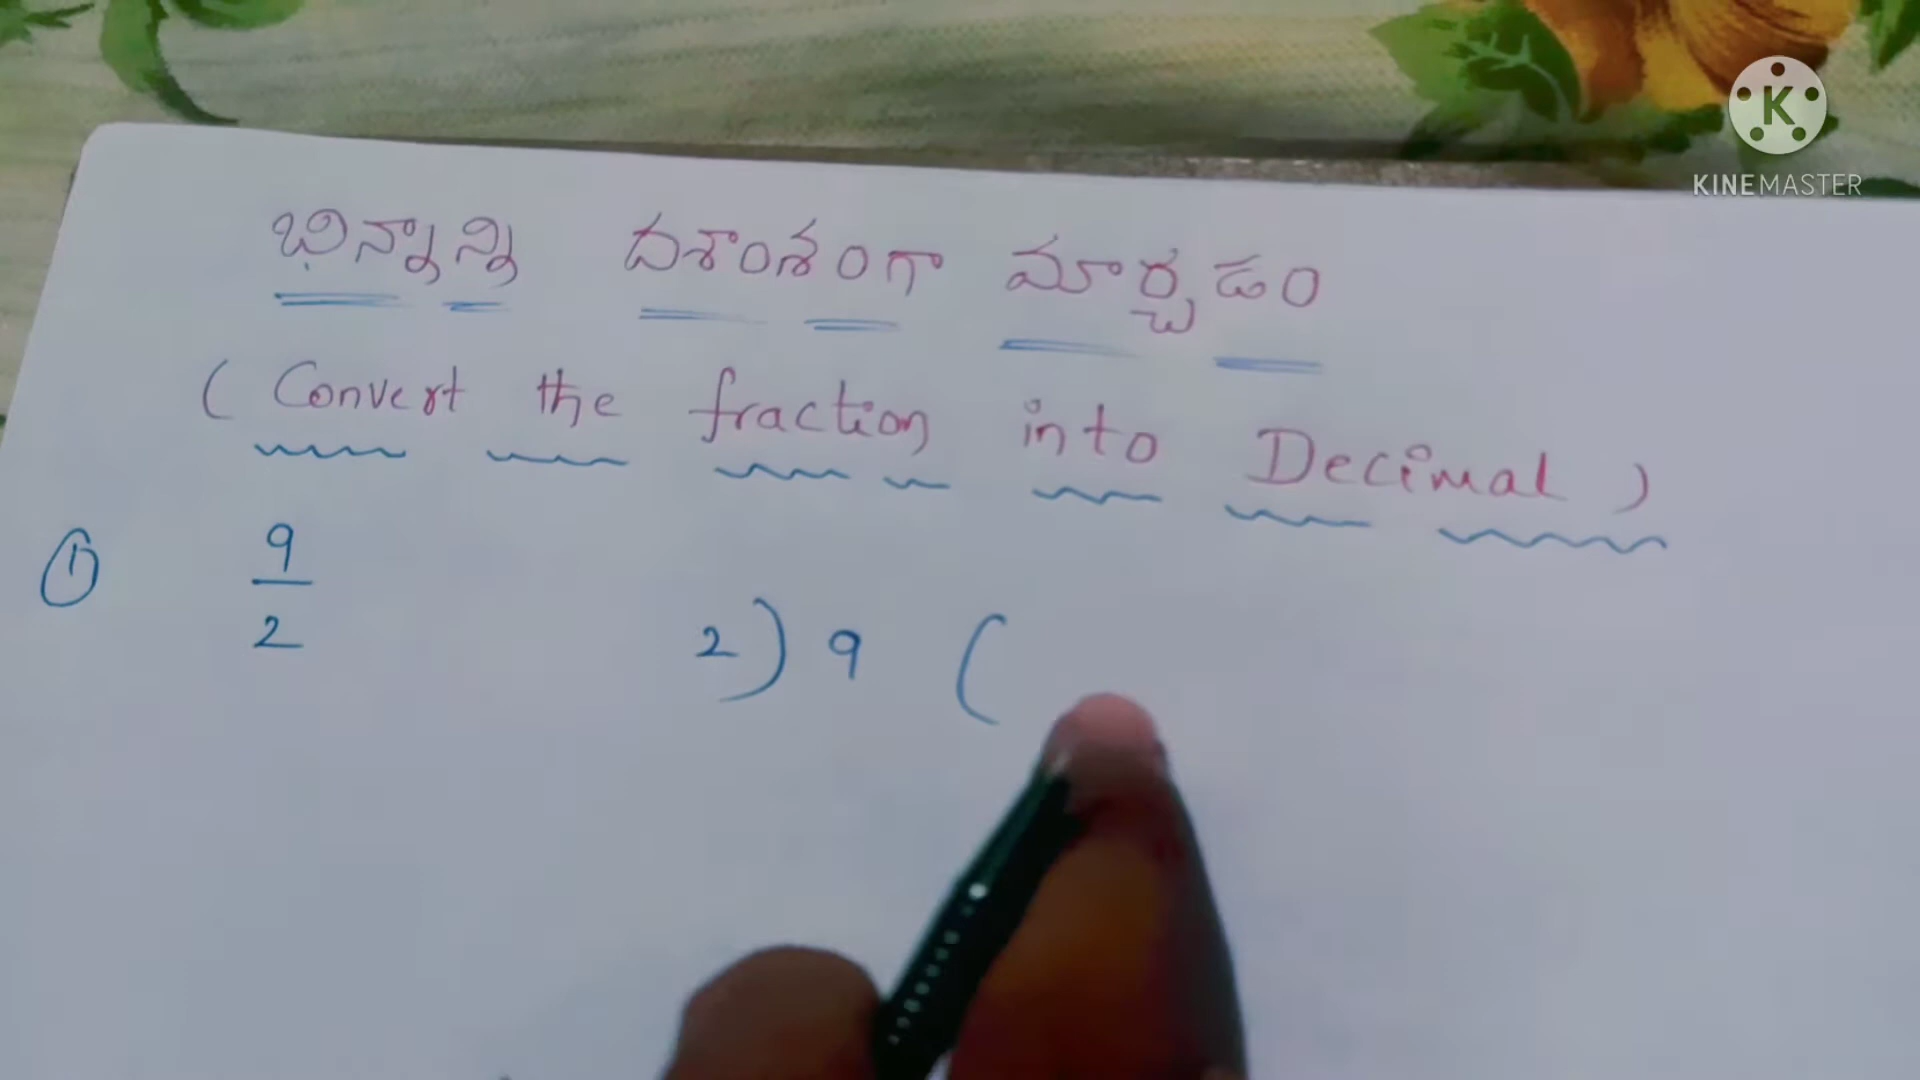 KINEMASTER
భిన్నాన్ని దశాంశంగా మార్చడం
( Convert the fraction into Decimal )
① 9/2
2 ) 9 (